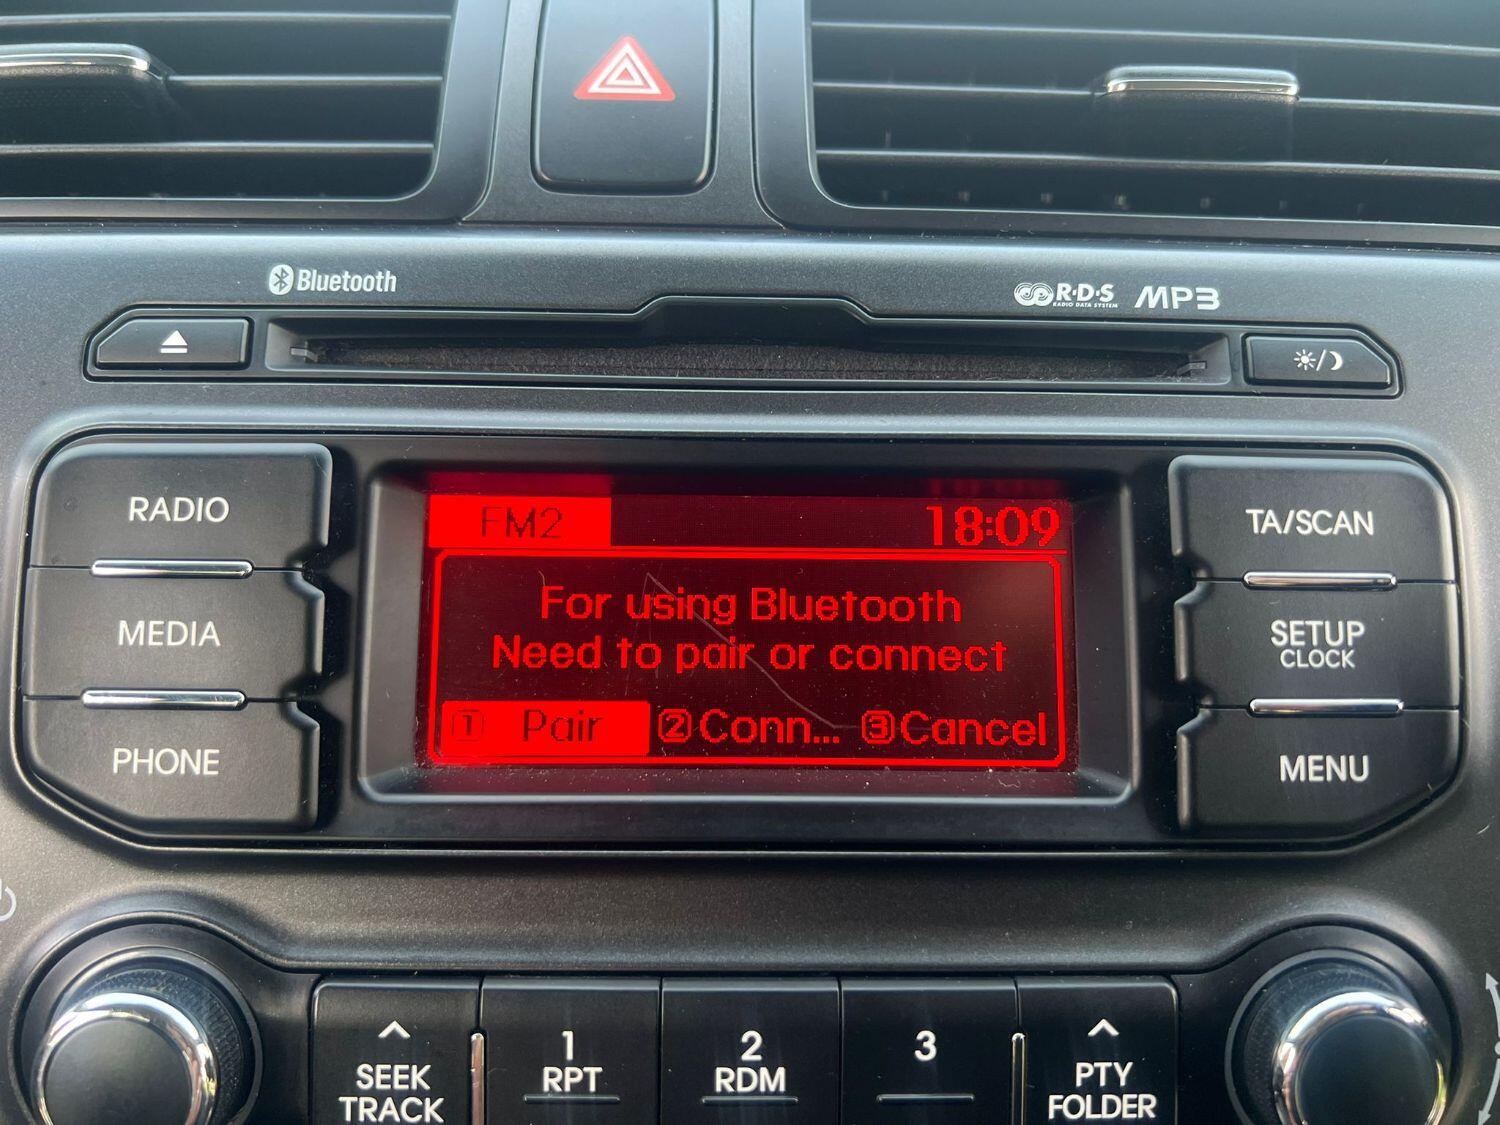 Bluetooth
R·D·S
RADIO DATA SYSTEM
MP3
RADIO
MEDIA
PHONE
FM2
18:09
For using Bluetooth
Need to pair or connect
1 Pair
2 Conn...
3 Cancel
TA/SCAN
SETUP
CLOCK
MENU
SEEK
TRACK
1
RPT
2
RDM
3
PTY
FOLDER